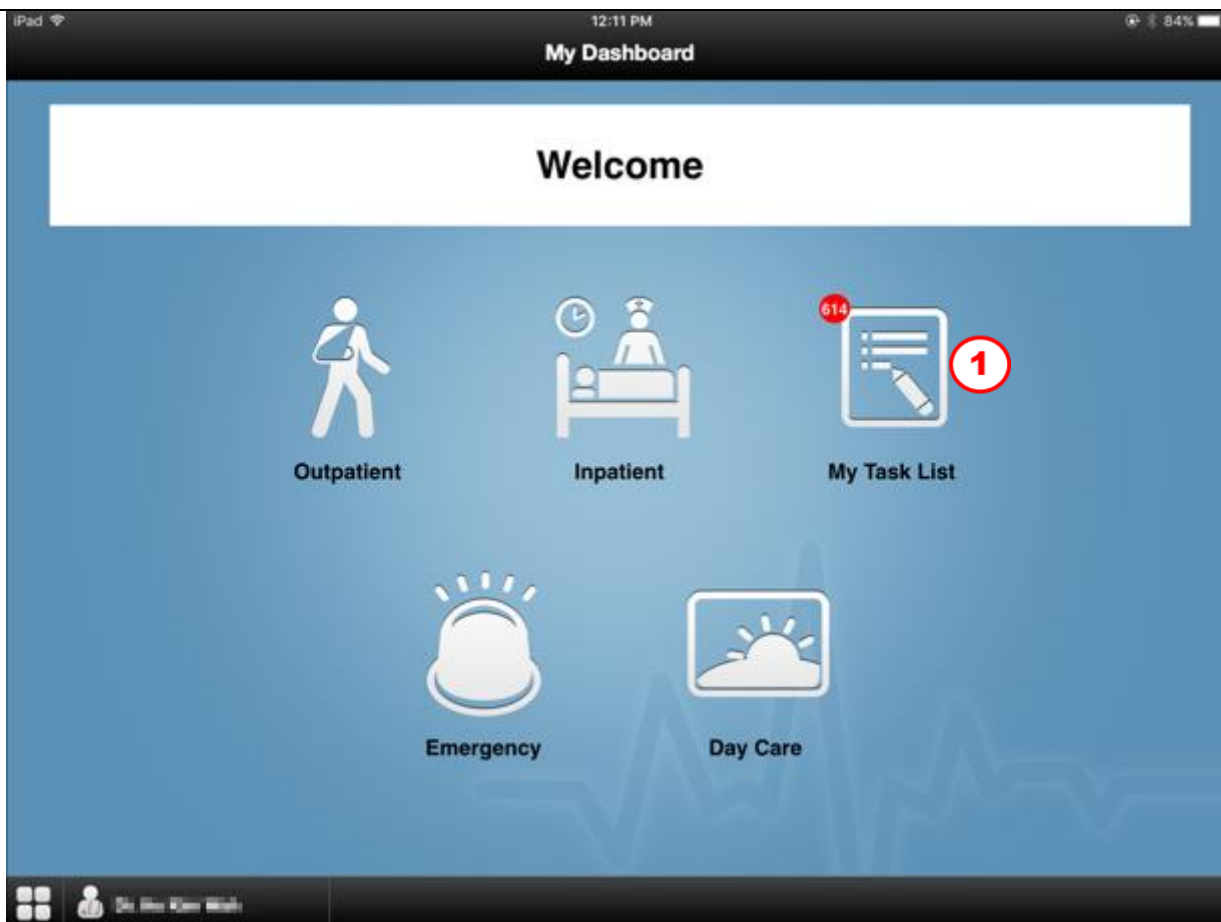 iPad 12:11 PM 84%
My Dashboard
Welcome
614
1
Outpatient Inpatient My Task List
Emergency Day Care